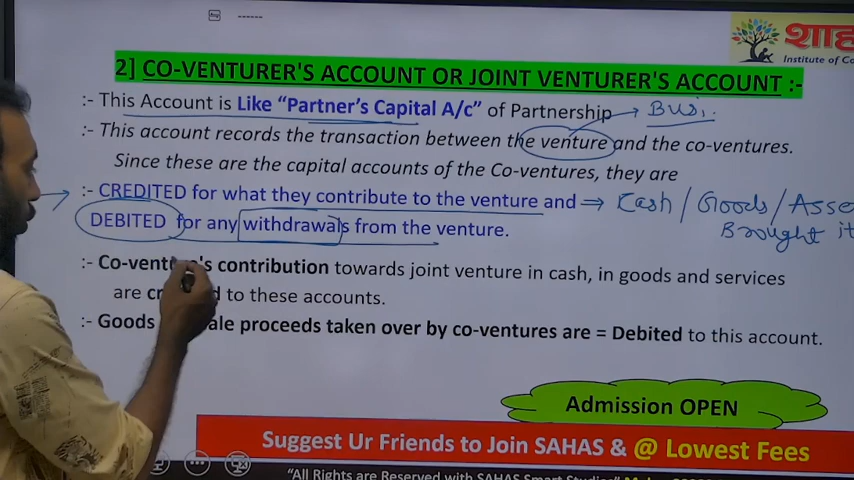 शाह
Institute of Co
2] CO-VENTURER'S ACCOUNT OR JOINT VENTURER'S ACCOUNT :-
:- This Account is Like "Partner's Capital A/c" of Partnership → Busi.
:- This account records the transaction between the venture and the co-ventures.
Since these are the capital accounts of the Co-ventures, they are
:- CREDITED for what they contribute to the venture and ⇒ Cash / Goods / Asse
DEBITED for any withdrawals from the venture. Brought it
:- Co-ventu 's contribution towards joint venture in cash, in goods and services
are cr d to these accounts.
:- Goods ale proceeds taken over by co-ventures are = Debited to this account.
Admission OPEN
Suggest Ur Friends to Join SAHAS & @ Lowest Fees
"All Rights are Reserved with SAHAS Smart Studies"